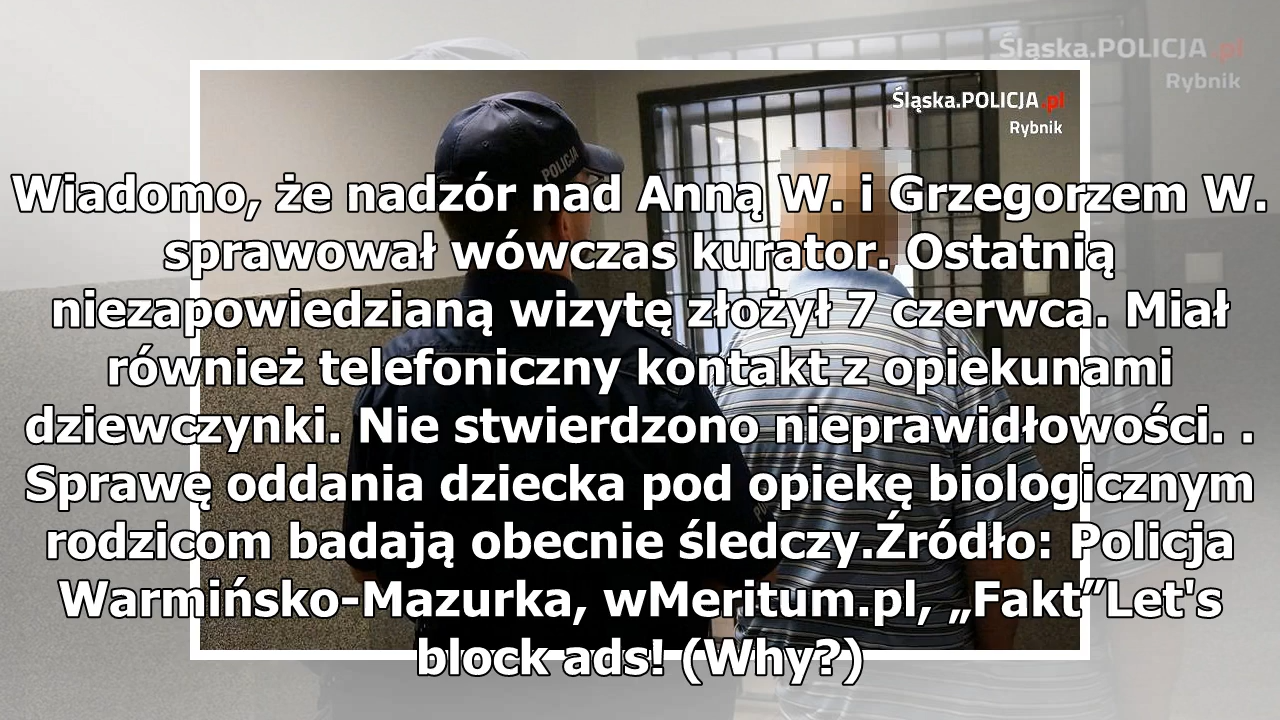 Śląska.POLICJA.pl
Rybnik
Śląska.POLICJA.pl
Rybnik
POLICJA
Wiadomo, że nadzór nad Anną W. i Grzegorzem W.
sprawował wówczas kurator. Ostatnią
niezapowiedzianą wizytę złożył 7 czerwca. Miał
również telefoniczny kontakt z opiekunami
dziewczynki. Nie stwierdzono nieprawidłowości. .
Sprawę oddania dziecka pod opiekę biologicznym
rodzicom badają obecnie śledczy.Źródło: Policja
Warmińsko-Mazurka, wMeritum.pl, „Fakt”Let's
block ads! (Why?)